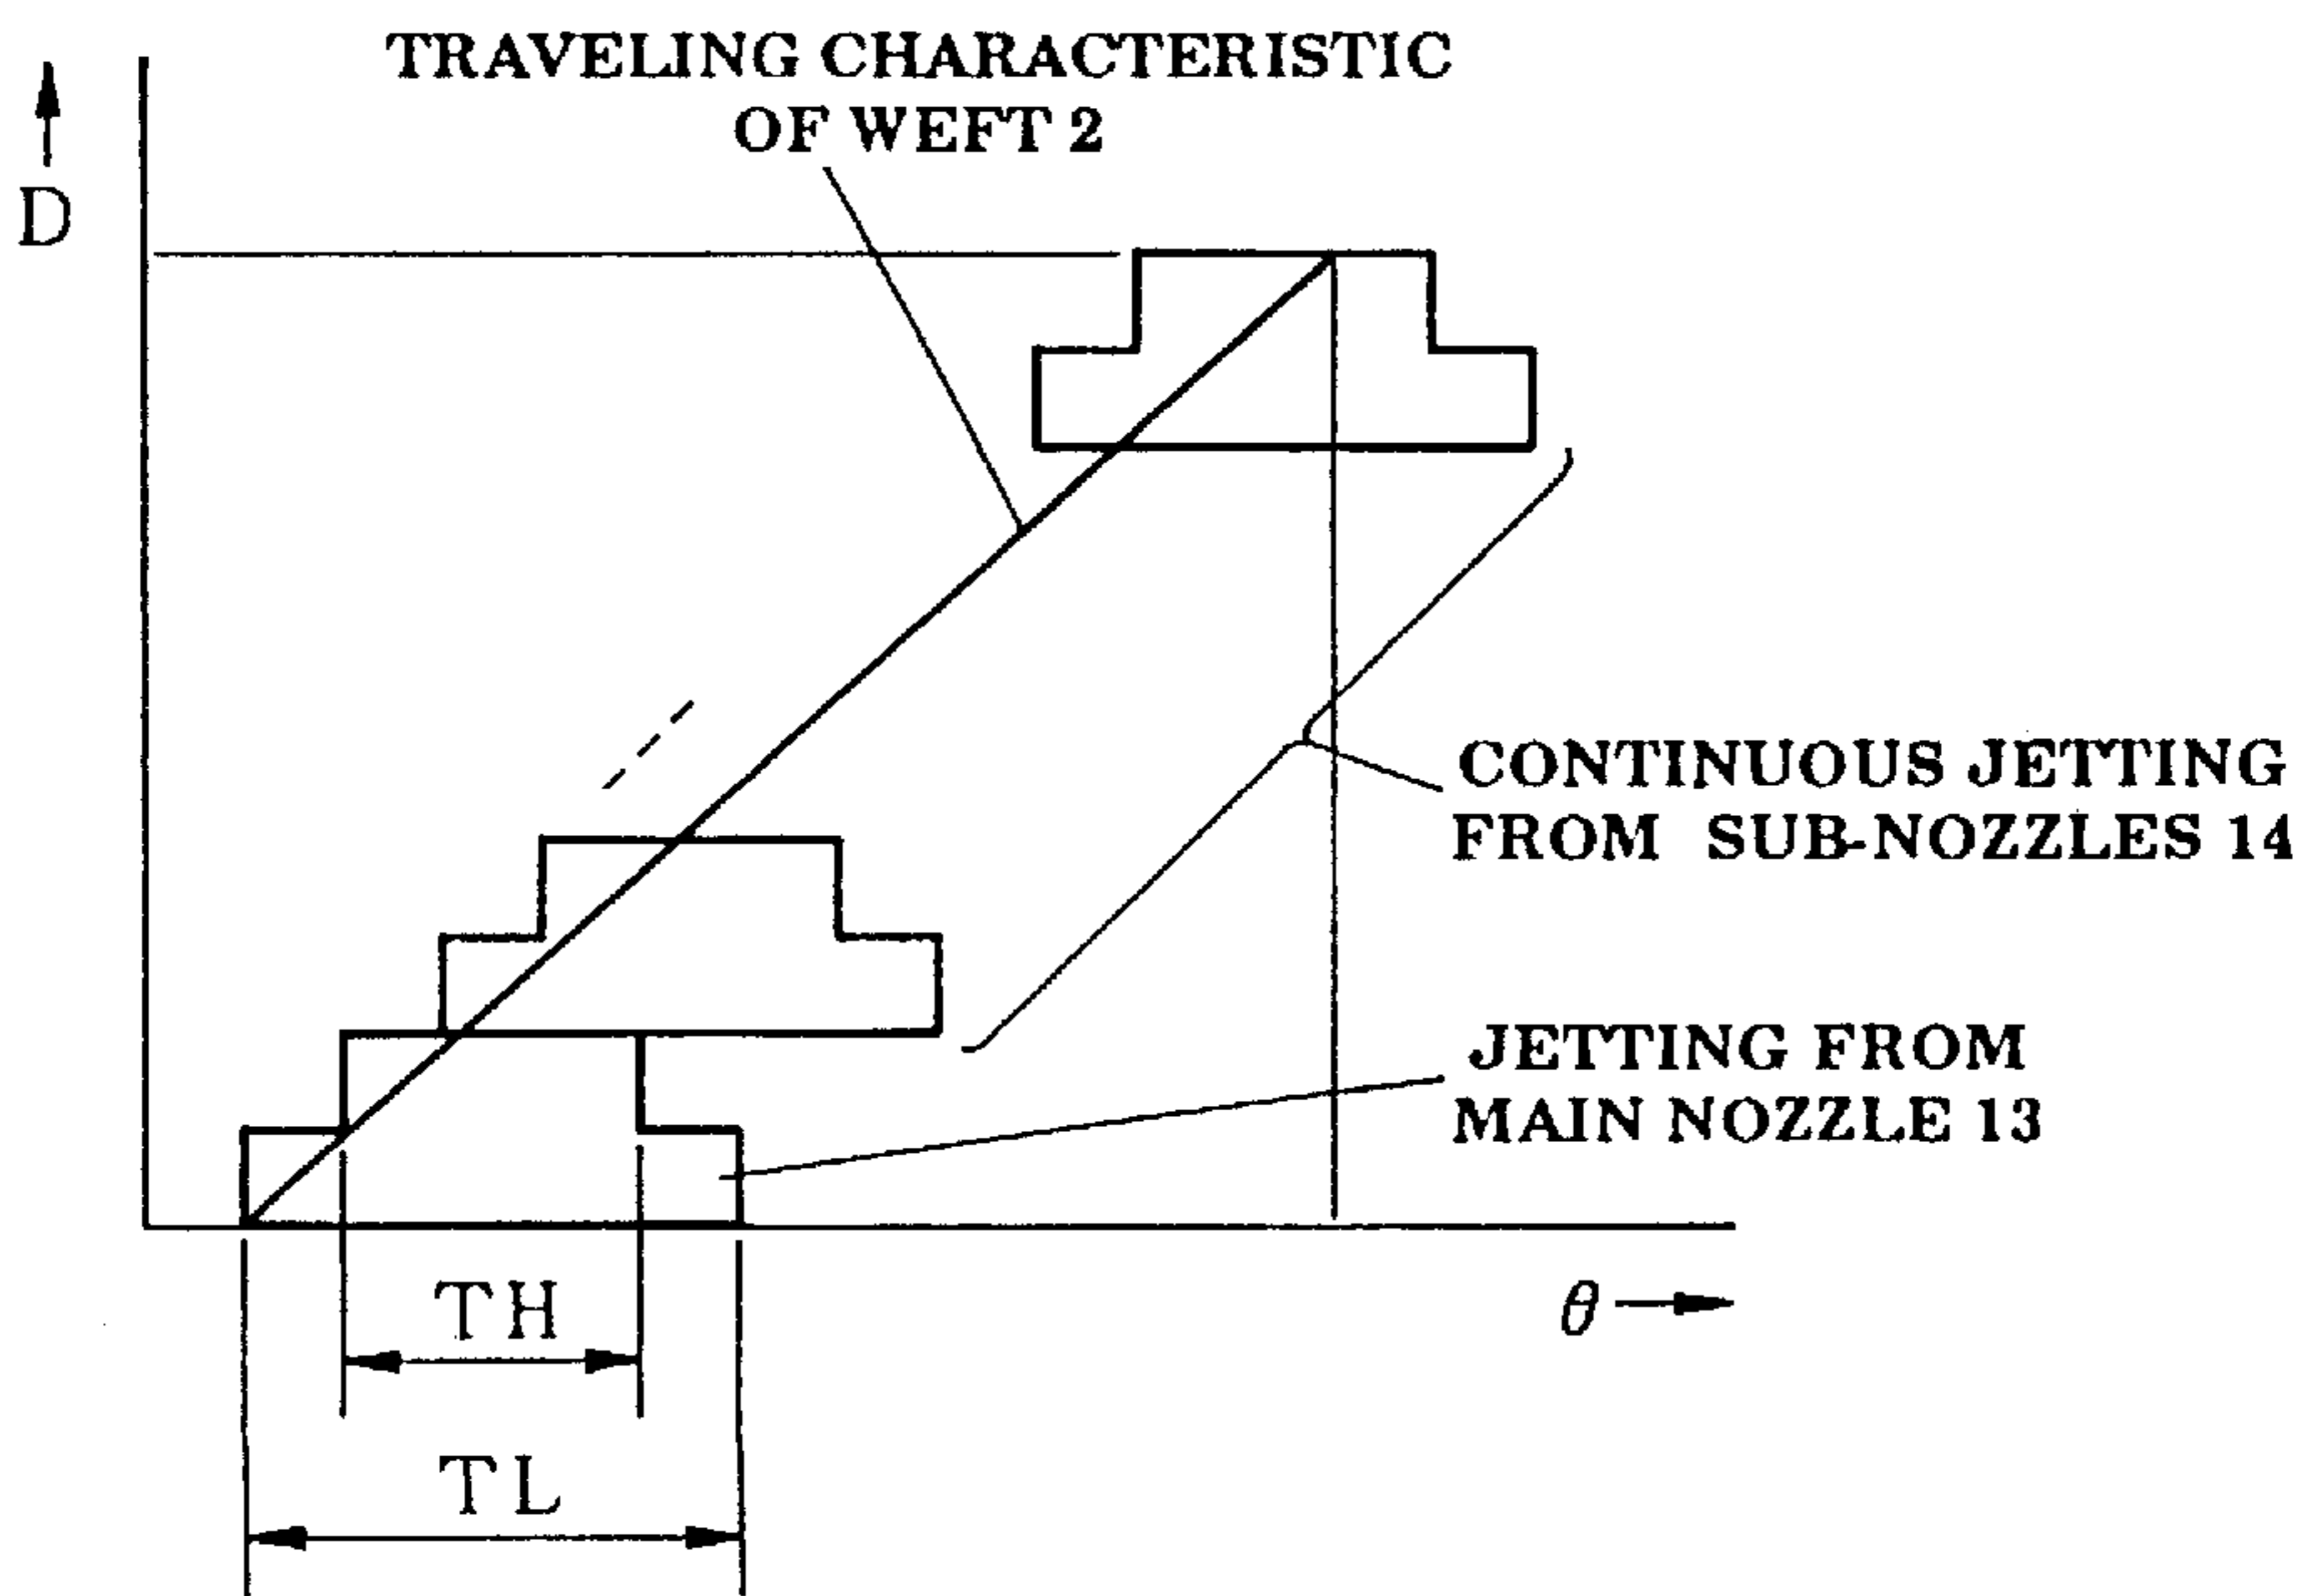 TRAVELING CHARACTERISTIC
OF WEFT 2
D
CONTINUOUS JETTING
FROM SUB-NOZZLES 14
JETTING FROM
MAIN NOZZLE 13
TH
θ
TL